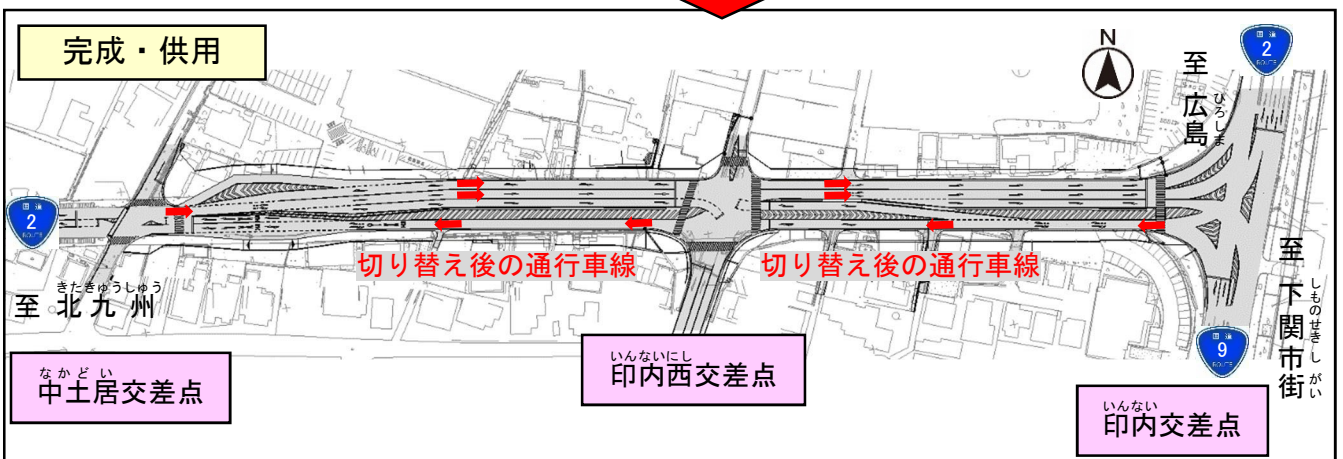 完成・供用
N
国道
2
ROUTE
至 広島
ひろしま
国道
2
ROUTE
切り替え後の通行車線
切り替え後の通行車線
きたきゅうしゅう
至 北九州
至 下関市街
しものせきしがい
国道
9
ROUTE
なかどい
中土居交差点
いんないにし
印内西交差点
いんない
印内交差点